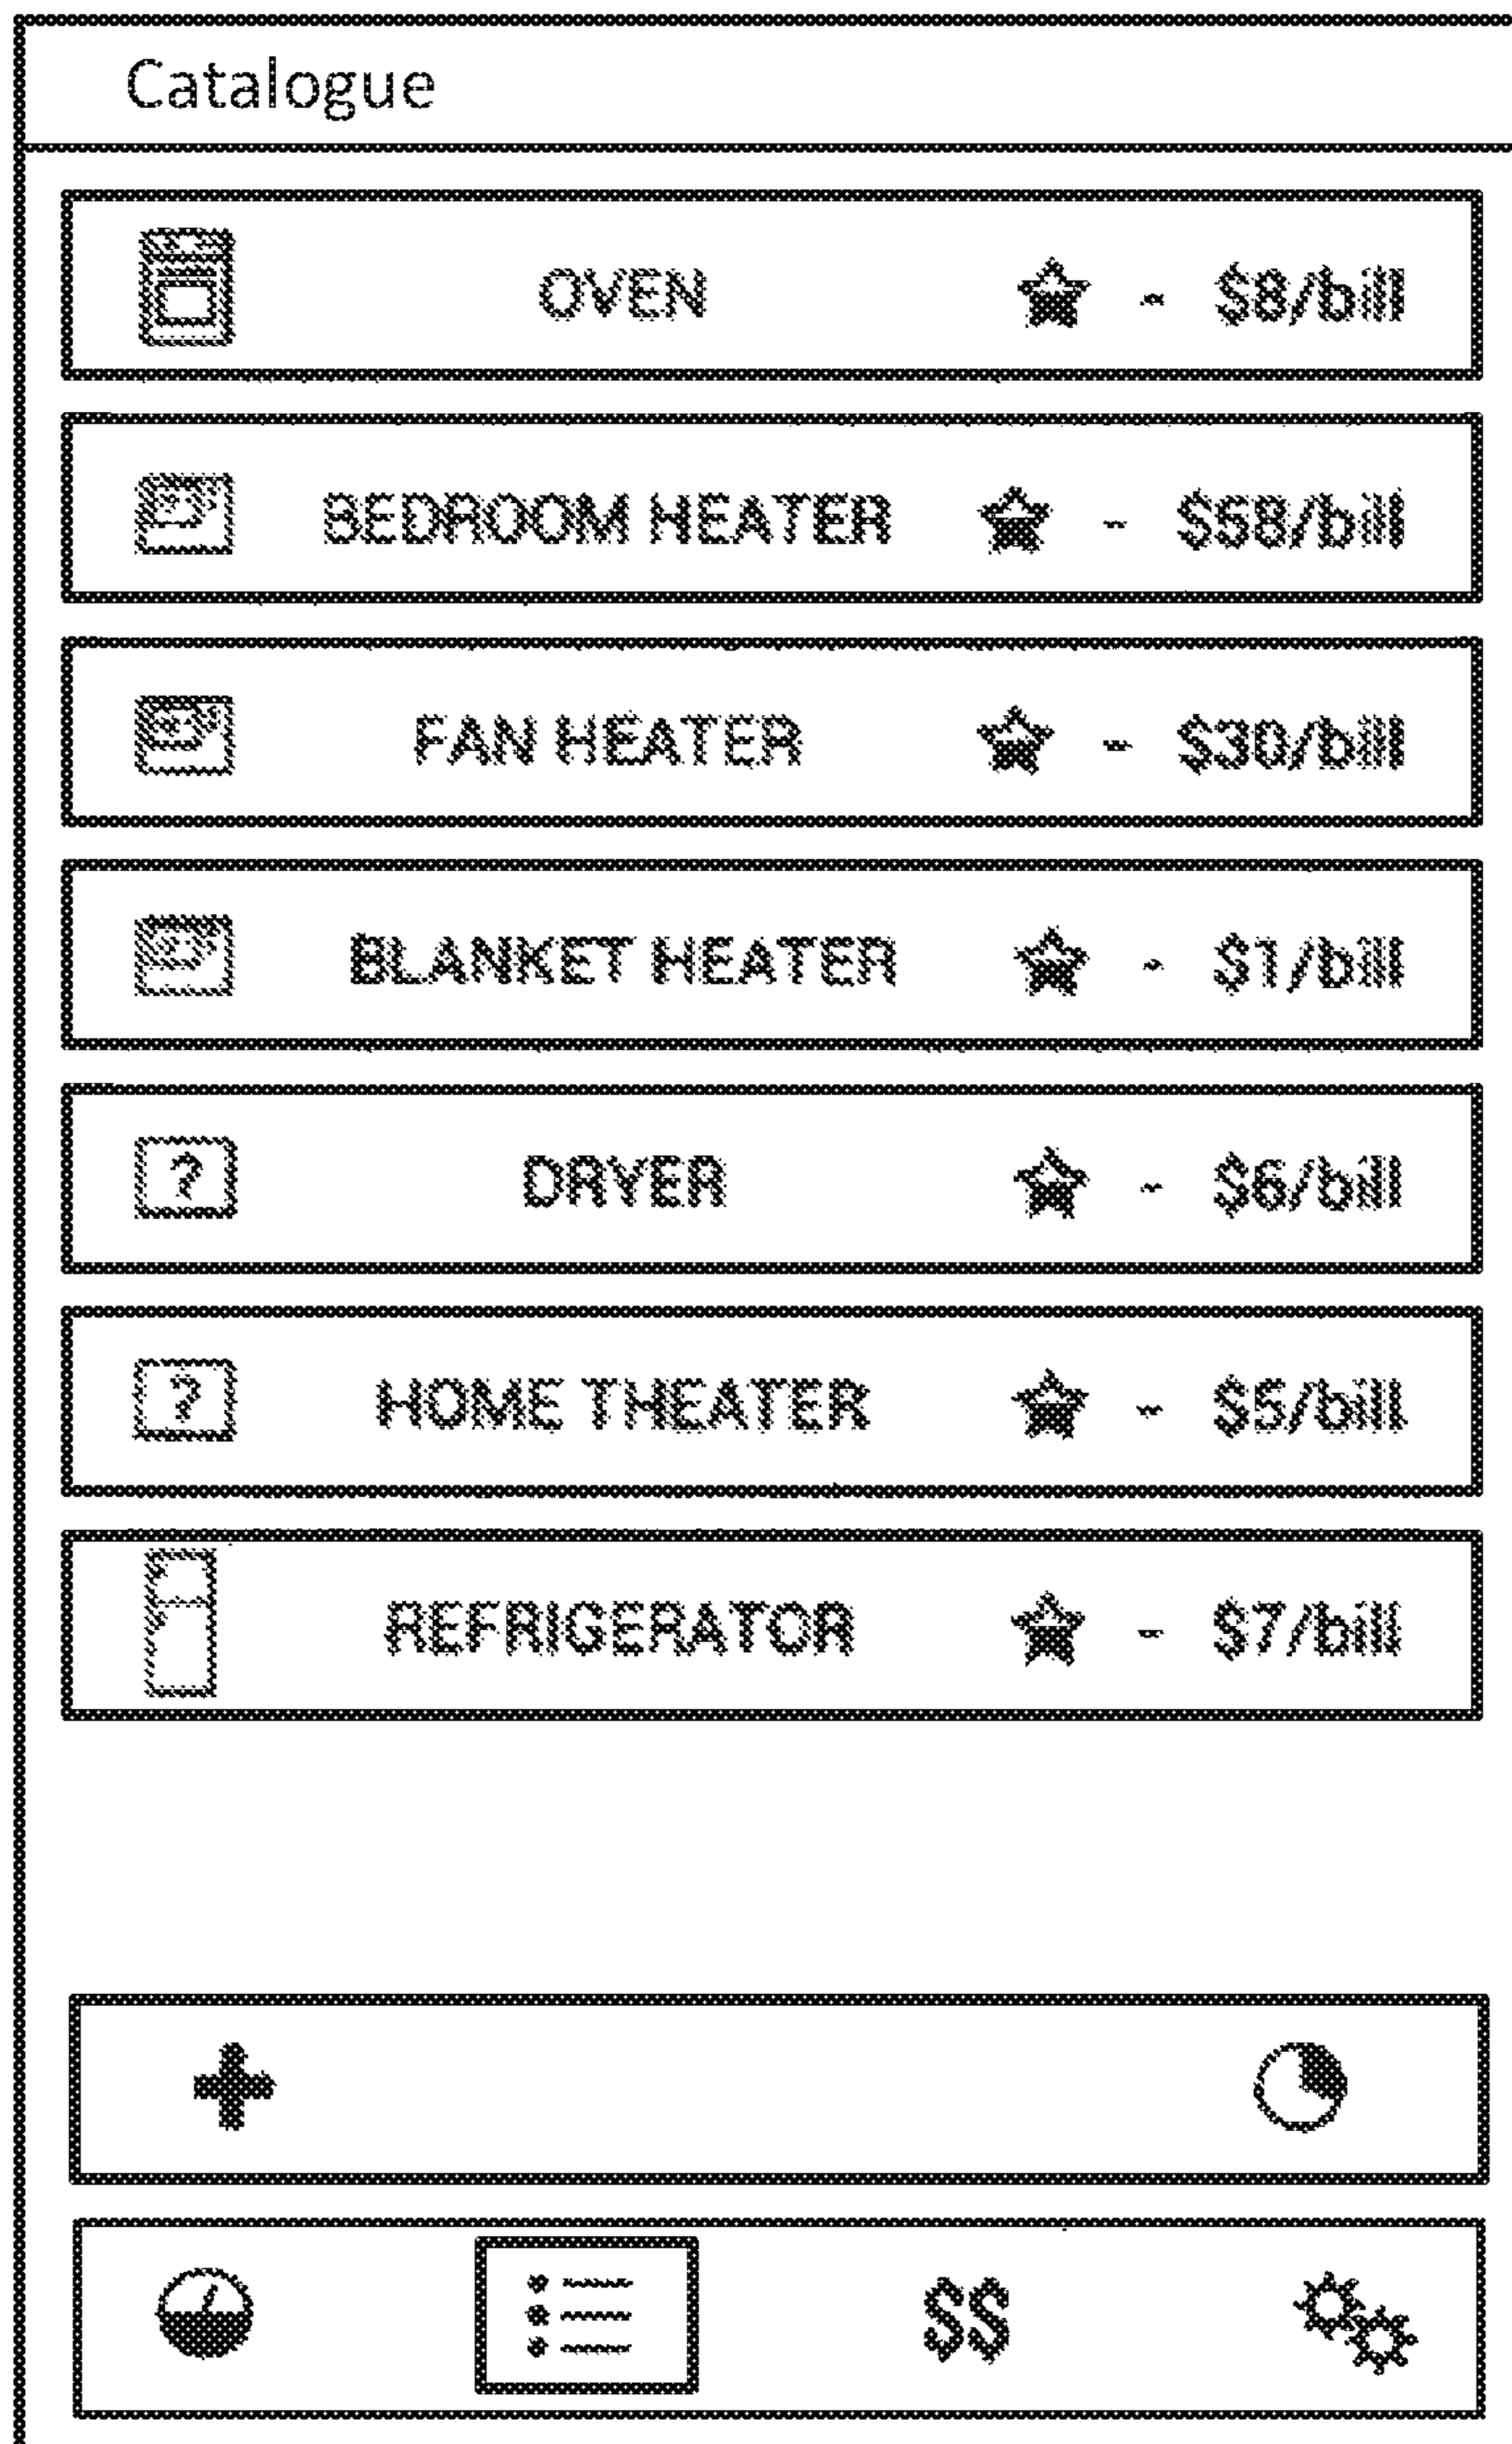 Catalogue
OVEN - $8/bill
BEDROOM HEATER - $58/bill
FAN HEATER - $30/bill
BLANKET HEATER - $1/bill
? DRYER - $6/bill
? HOME THEATER - $5/bill
REFRIGERATOR - $7/bill
$$